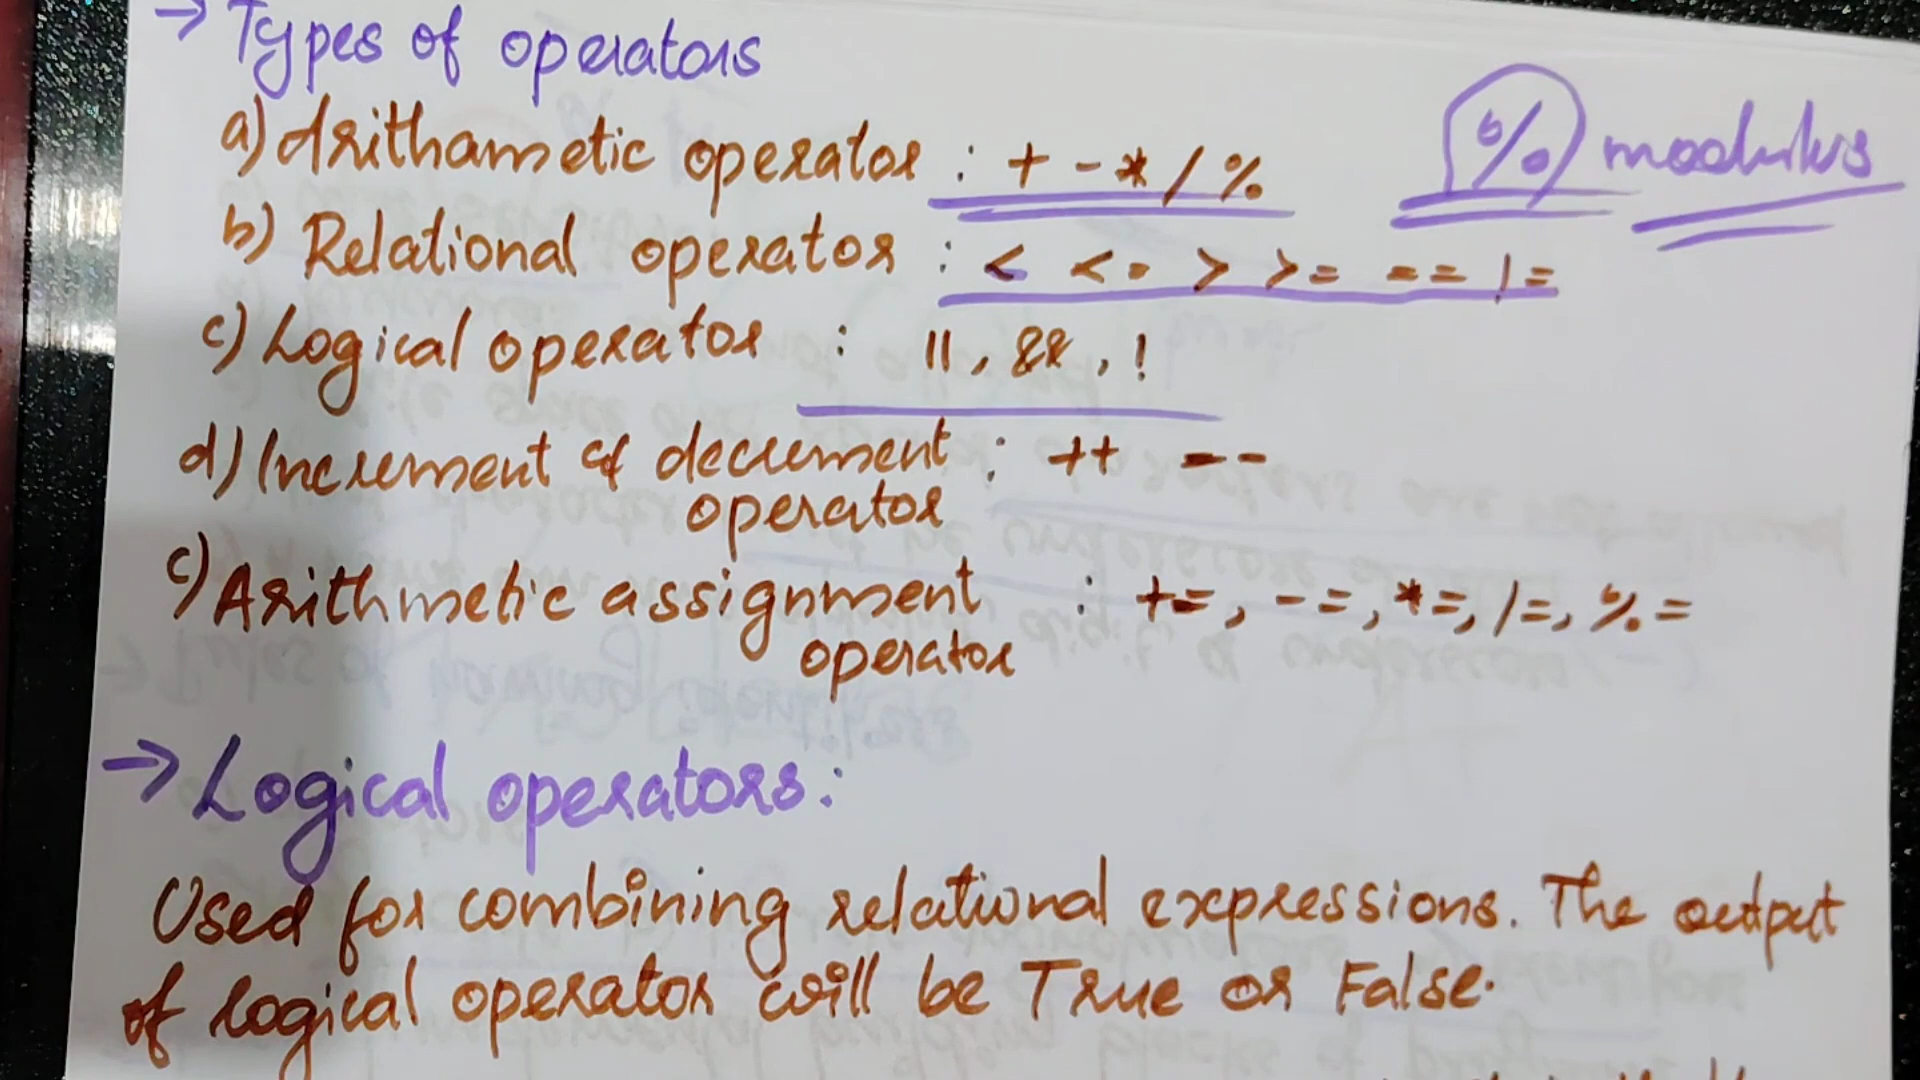 → Types of operators
a) Arithametic operator : + - * / %
% modulus
b) Relational operator : < <= > >= == !=
c) Logical operator : ||, &&, !
d) Increment & decrement : ++ --
operator
c) Arithmetic assignment : +=, -=, *=, /=, %=
operator
→ Logical operators:
Used for combining relational expressions. The output
of logical operator will be True or False.